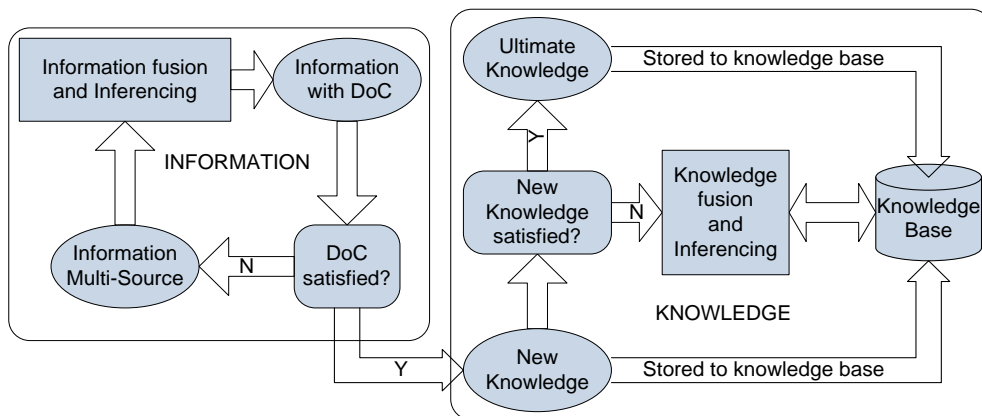 Information fusion
and Inferencing
Information
with DoC
INFORMATION
Information
Multi-Source
N
DoC
satisfied?
Y
Ultimate
Knowledge
Stored to knowledge base
Y
New
Knowledge
satisfied?
N
Knowledge
fusion
and
Inferencing
Knowledge
Base
KNOWLEDGE
New
Knowledge
Stored to knowledge base